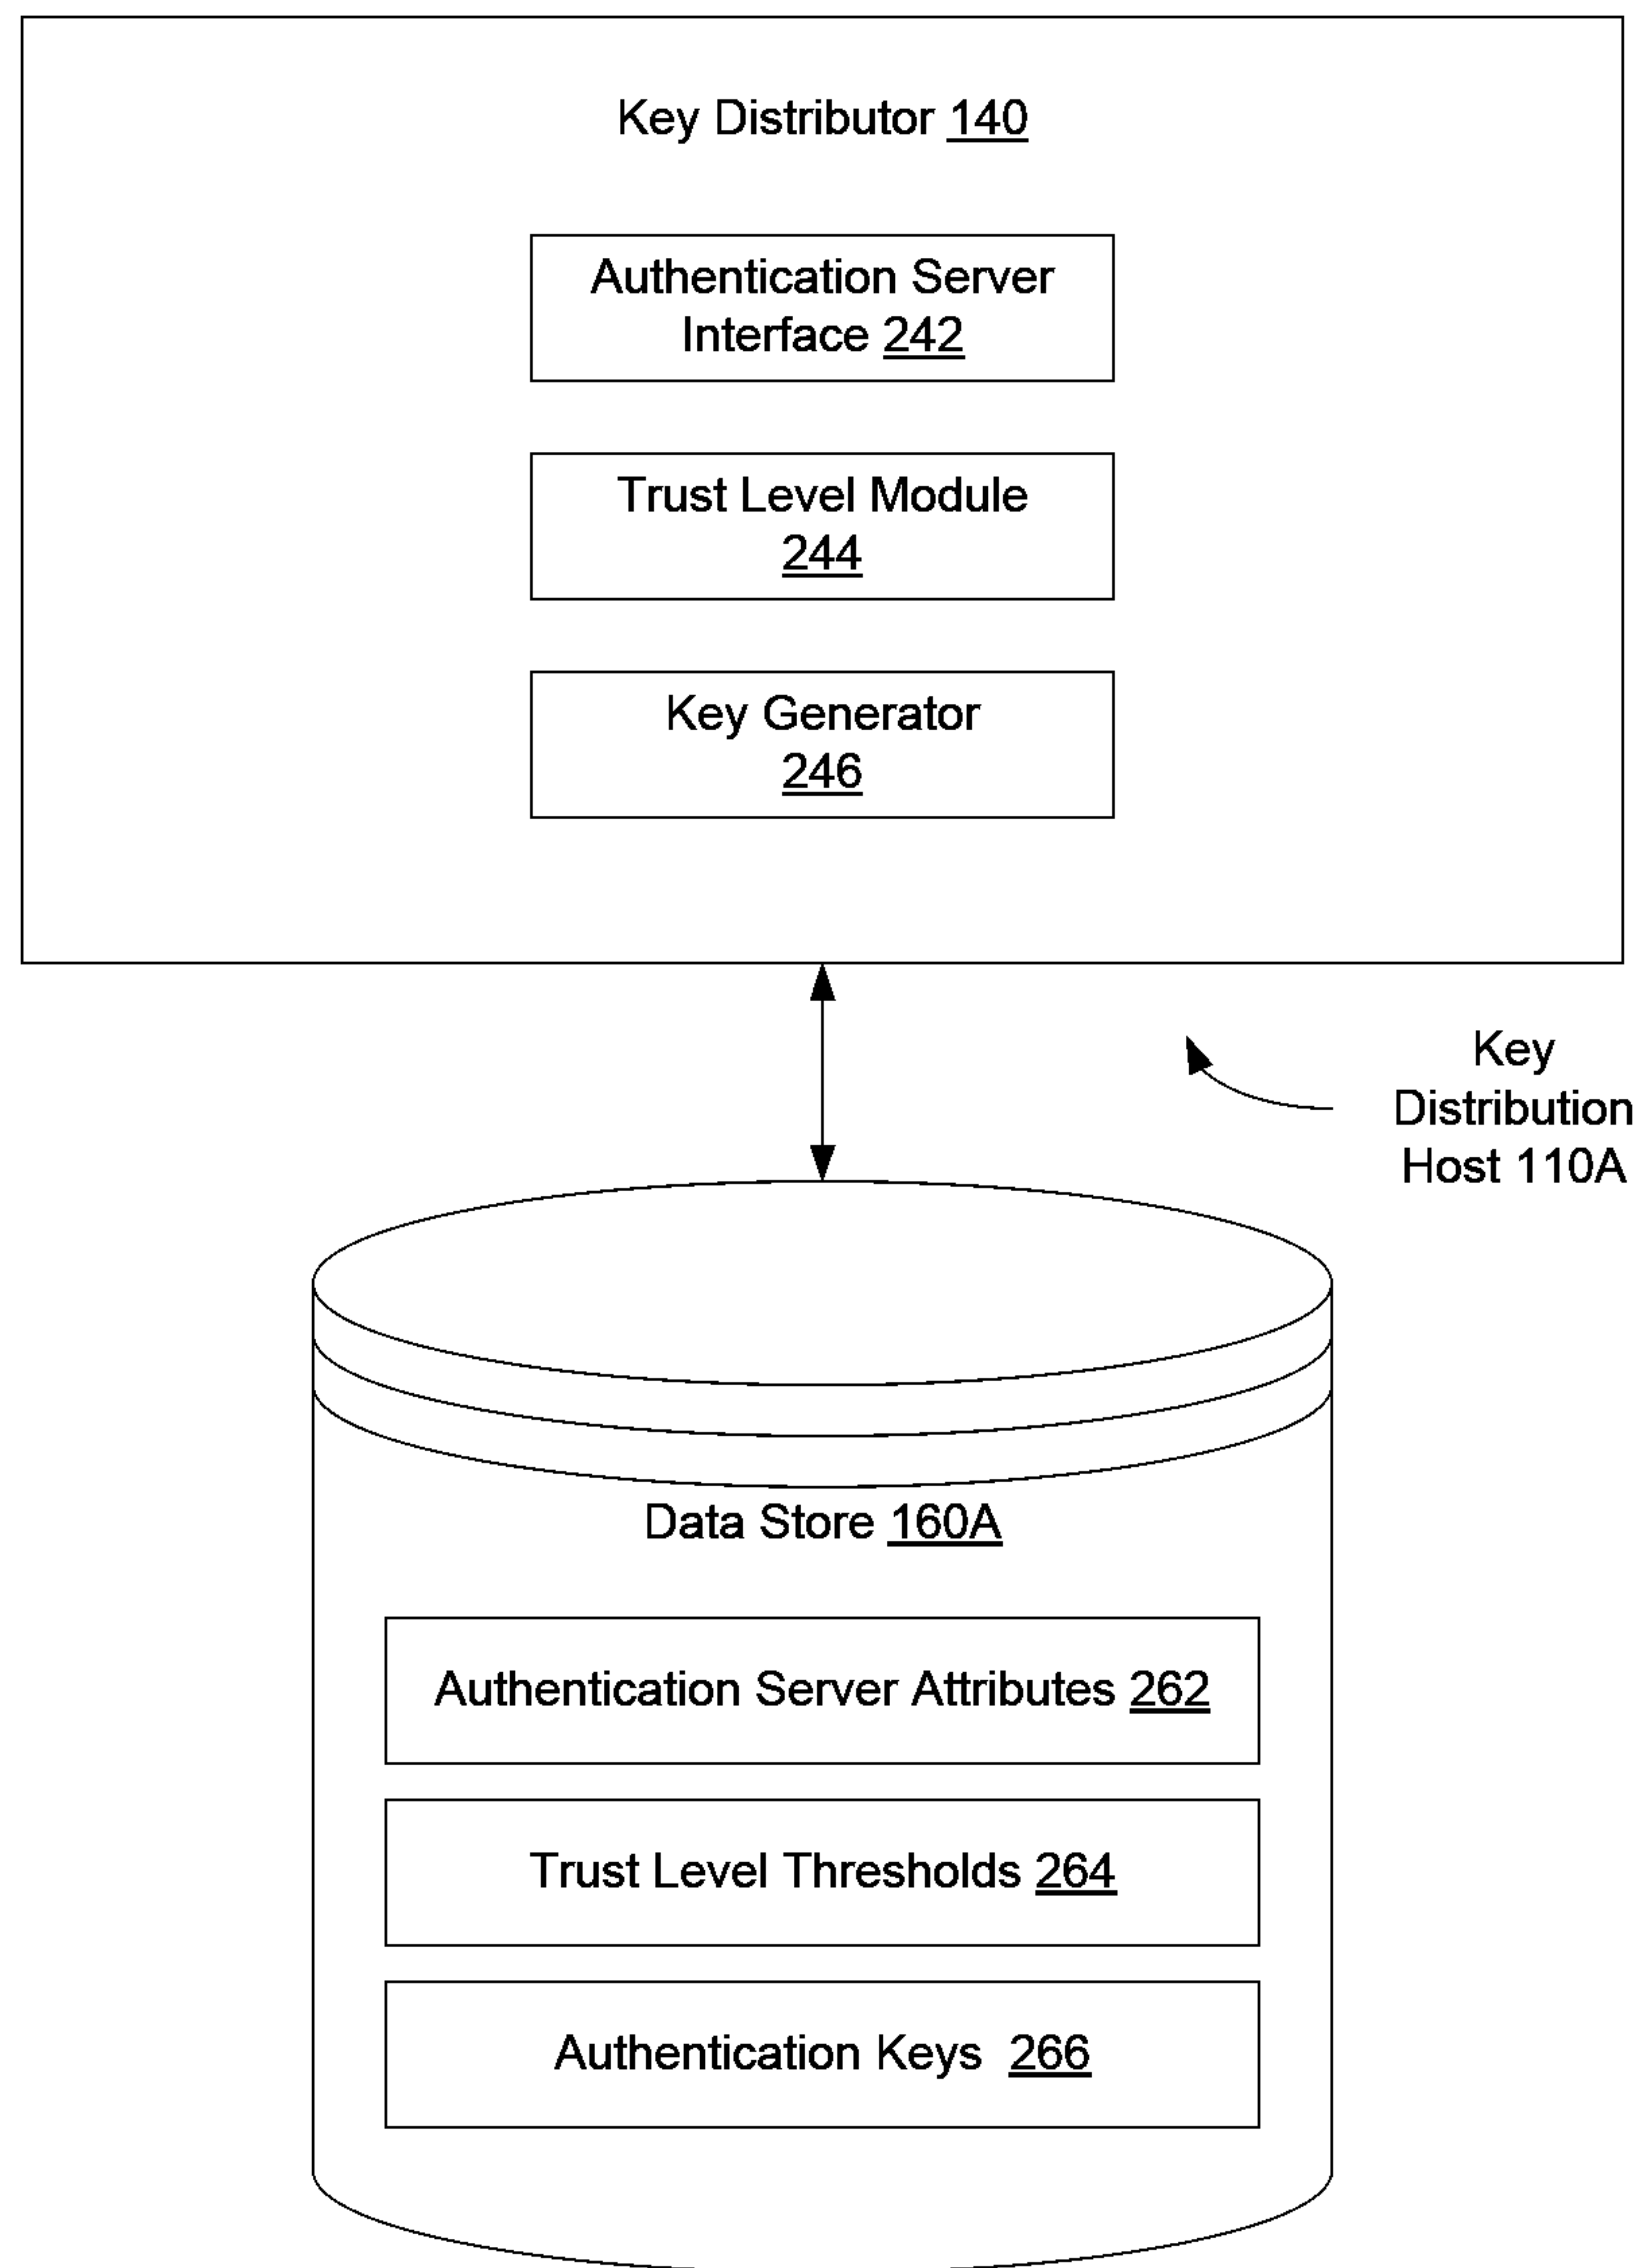 Key Distributor 140
Authentication Server
Interface 242
Trust Level Module
244
Key Generator
246
Key
Distribution
Host 110A
Data Store 160A
Authentication Server Attributes 262
Trust Level Thresholds 264
Authentication Keys 266